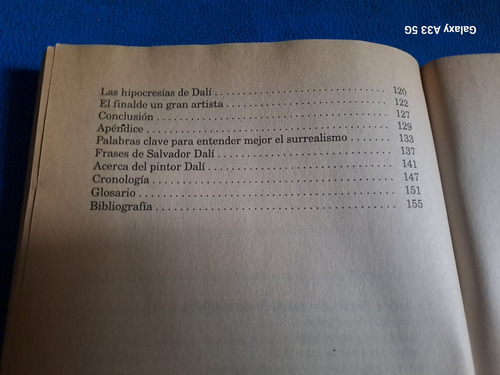 Galaxy A33 5G
Las hipocresías de Dalí . . . . . . . . . . . . . . . . . . . . . . . . . . . . 120
El finalde un gran artista . . . . . . . . . . . . . . . . . . . . . . . . . . 122
Conclusión . . . . . . . . . . . . . . . . . . . . . . . . . . . . . . . . . . . . . . 127
Apéndice . . . . . . . . . . . . . . . . . . . . . . . . . . . . . . . . . . . . . . . 129
Palabras clave para entender mejor el surrealismo . . . . . . 133
Frases de Salvador Dalí . . . . . . . . . . . . . . . . . . . . . . . . . . . 137
Acerca del pintor Dalí . . . . . . . . . . . . . . . . . . . . . . . . . . . . . 141
Cronología . . . . . . . . . . . . . . . . . . . . . . . . . . . . . . . . . . . . . . 147
Glosario . . . . . . . . . . . . . . . . . . . . . . . . . . . . . . . . . . . . . . . . 151
Bibliografía . . . . . . . . . . . . . . . . . . . . . . . . . . . . . . . . . . . . . 155